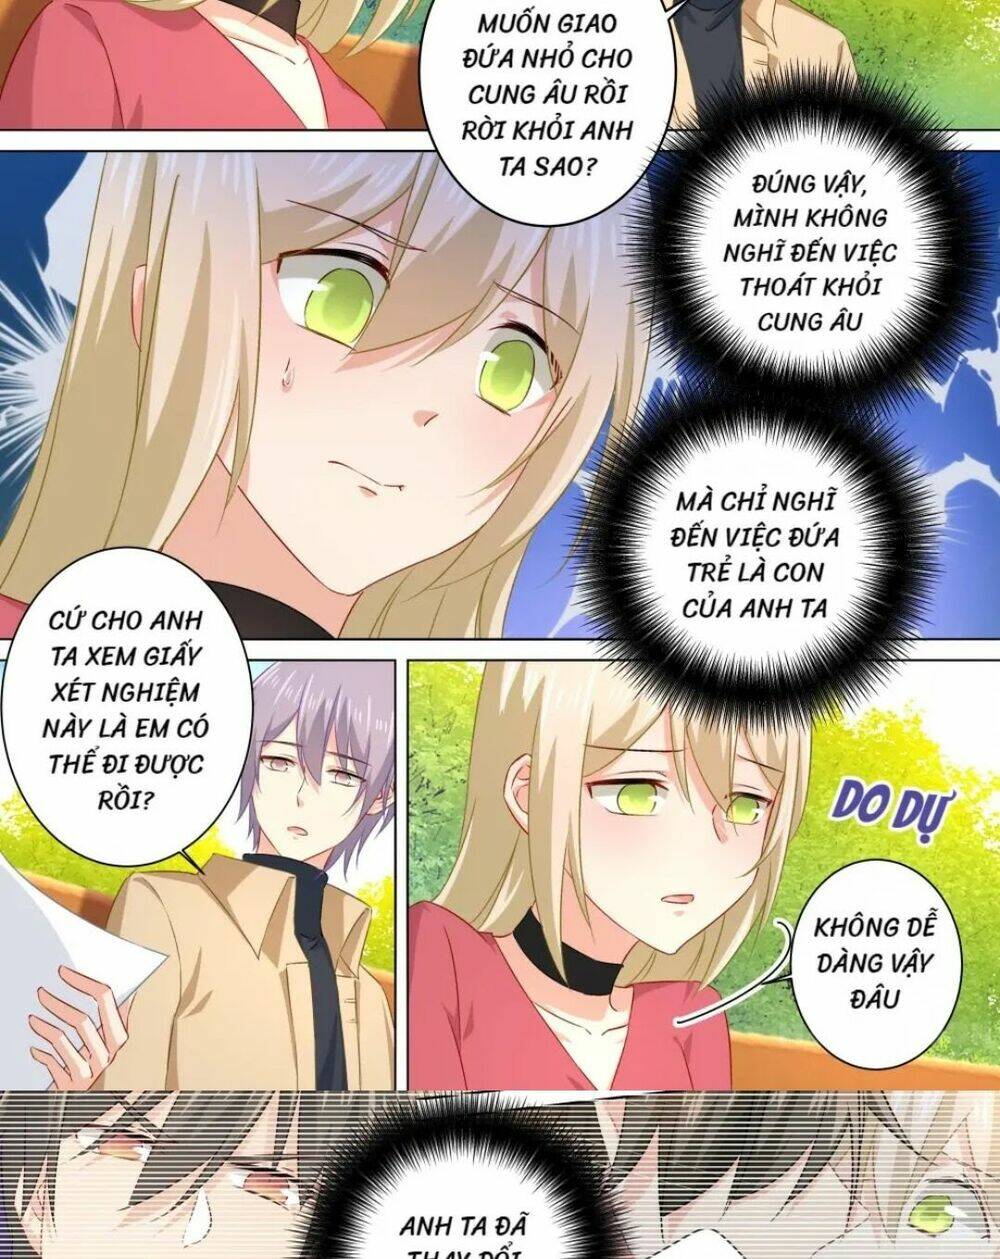 MUỐN GIAO
ĐỨA NHỎ CHO
CUNG ÂU RỒI
RỜI KHỎI ANH
TA SAO?
ĐÚNG VẬY,
MÌNH KHÔNG
NGHĨ ĐẾN VIỆC
THOÁT KHỎI
CUNG ÂU
MÀ CHỈ NGHĨ
ĐẾN VIỆC ĐỨA
TRẺ LÀ CON
CỦA ANH TA
CỨ CHO ANH
TA XEM GIẤY
XÉT NGHIỆM
NÀY LÀ EM CÓ
THỂ ĐI ĐƯỢC
RỒI?
DO DỰ
KHÔNG DỄ
DÀNG VẬY
ĐÂU
ANH TA ĐÃ
THAY ĐỔI